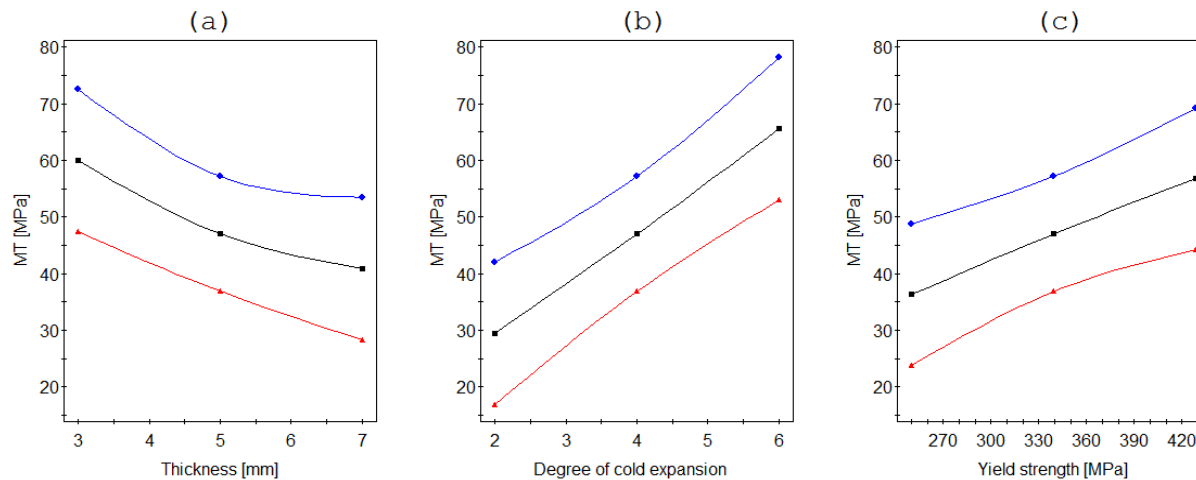 (a)
80
70
60
50
40
30
20
MT [MPa]
3 4 5 6 7
Thickness [mm]
(b)
80
70
60
50
40
30
20
MT [MPa]
2 3 4 5 6
Degree of cold expansion
(c)
80
70
60
50
40
30
20
MT [MPa]
270 300 330 360 390 420
Yield strength [MPa]